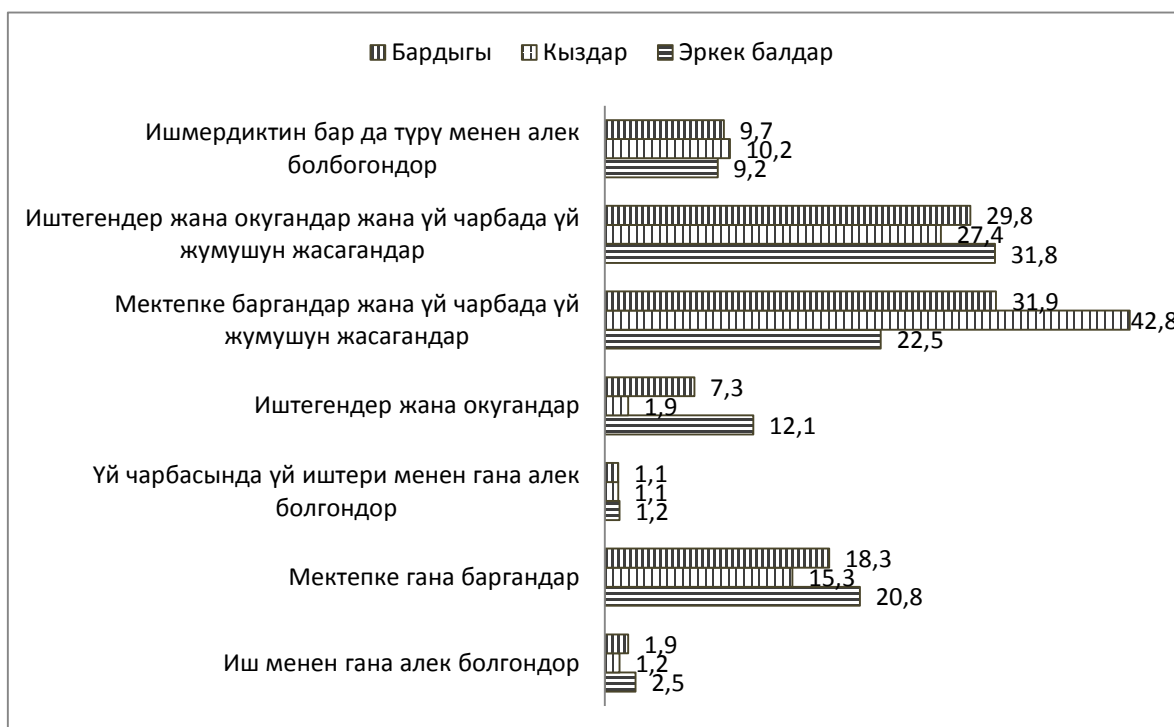 Бардыгы Кыздар Эркек балдар
Ишмердиктин бар да түрү менен алек
болбогондор
9,7
10,2
9,2
Иштегендер жана окугандар жана үй чарбада үй
жумушун жасагандар
29,8
27,4
31,8
Мектепке баргандар жана үй чарбада үй
жумушун жасагандар
31,9
42,8
22,5
Иштегендер жана окугандар
7,3
1,9
12,1
Үй чарбасында үй иштери менен гана алек
болгондор
1,1
1,1
1,2
Мектепке гана баргандар
18,3
15,3
20,8
Иш менен гана алек болгондор
1,9
1,2
2,5